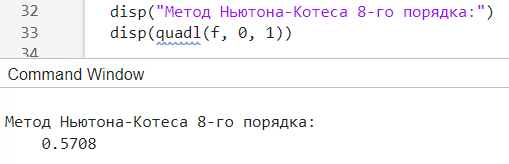 32 disp("Метод Ньютона-Котеса 8-го порядка:")
33 disp(quadl(f, 0, 1))
34
Command Window
Метод Ньютона-Котеса 8-го порядка:
0.5708